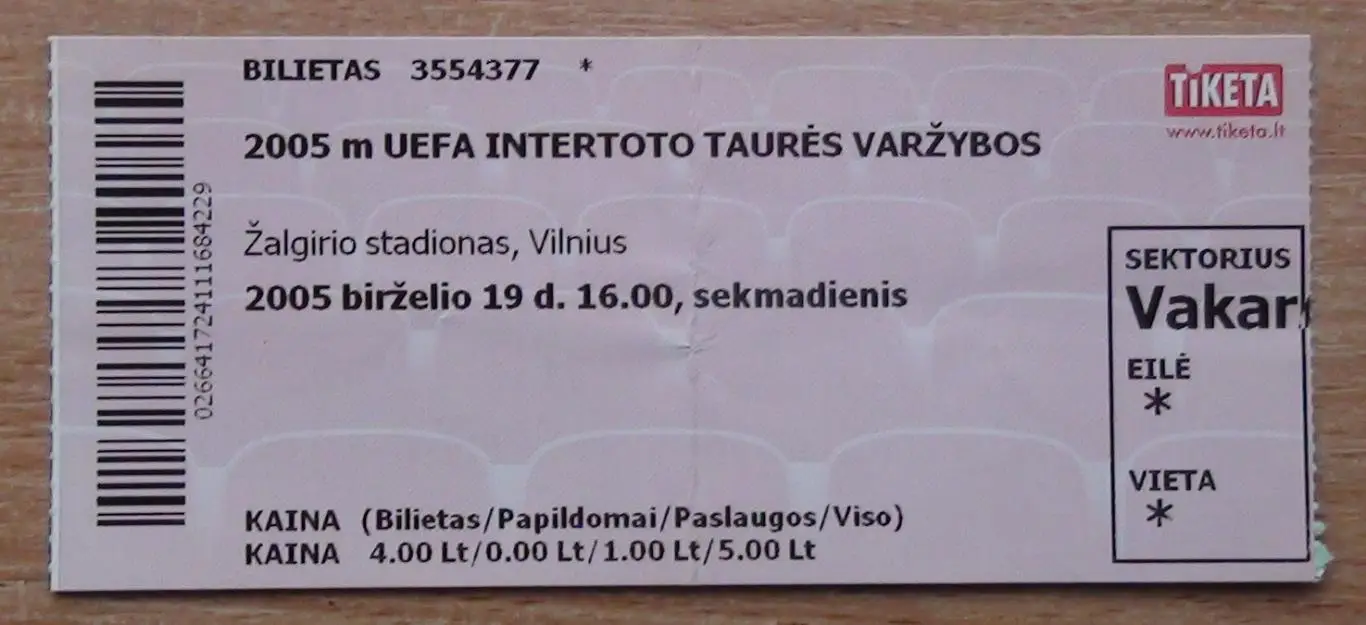 BILIETAS 3554377 *
TiKETA
www.tiketa.lt
2005 m UEFA INTERTOTO TAURĖS VARŽYBOS
Žalgirio stadionas, Vilnius
2005 birželio 19 d. 16.00, sekmadienis
SEKTORIUS
Vakar
EILĖ
*
VIETA
*
KAINA (Bilietas/Papildomai/Paslaugos/Viso)
KAINA 4.00 Lt/0.00 Lt/1.00 Lt/5.00 Lt
02664172411684229